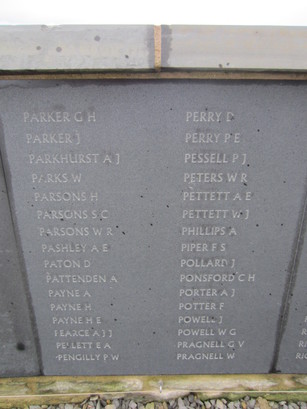 PARKER G H
PARKER J
PARKHURST A J
PARKS W
PARSONS H
PARSONS S C
PARSONS W R
PASHLEY A E
PATON D
PATTENDEN A
PAYNE A
PAYNE H
PAYNE H E
PEARCE A J J
PELLETT E A
PENGILLY P W
PERRY D
PERRY P E
PESSELL P J
PETERS W R
PETTETT A E
PETTETT W J
PHILLIPS A
PIPER F S
POLLARD J
PONSFORD C H
PORTER A J
POTTER F
POWELL J
POWELL W G
PRAGNELL G V
PRAGNELL W